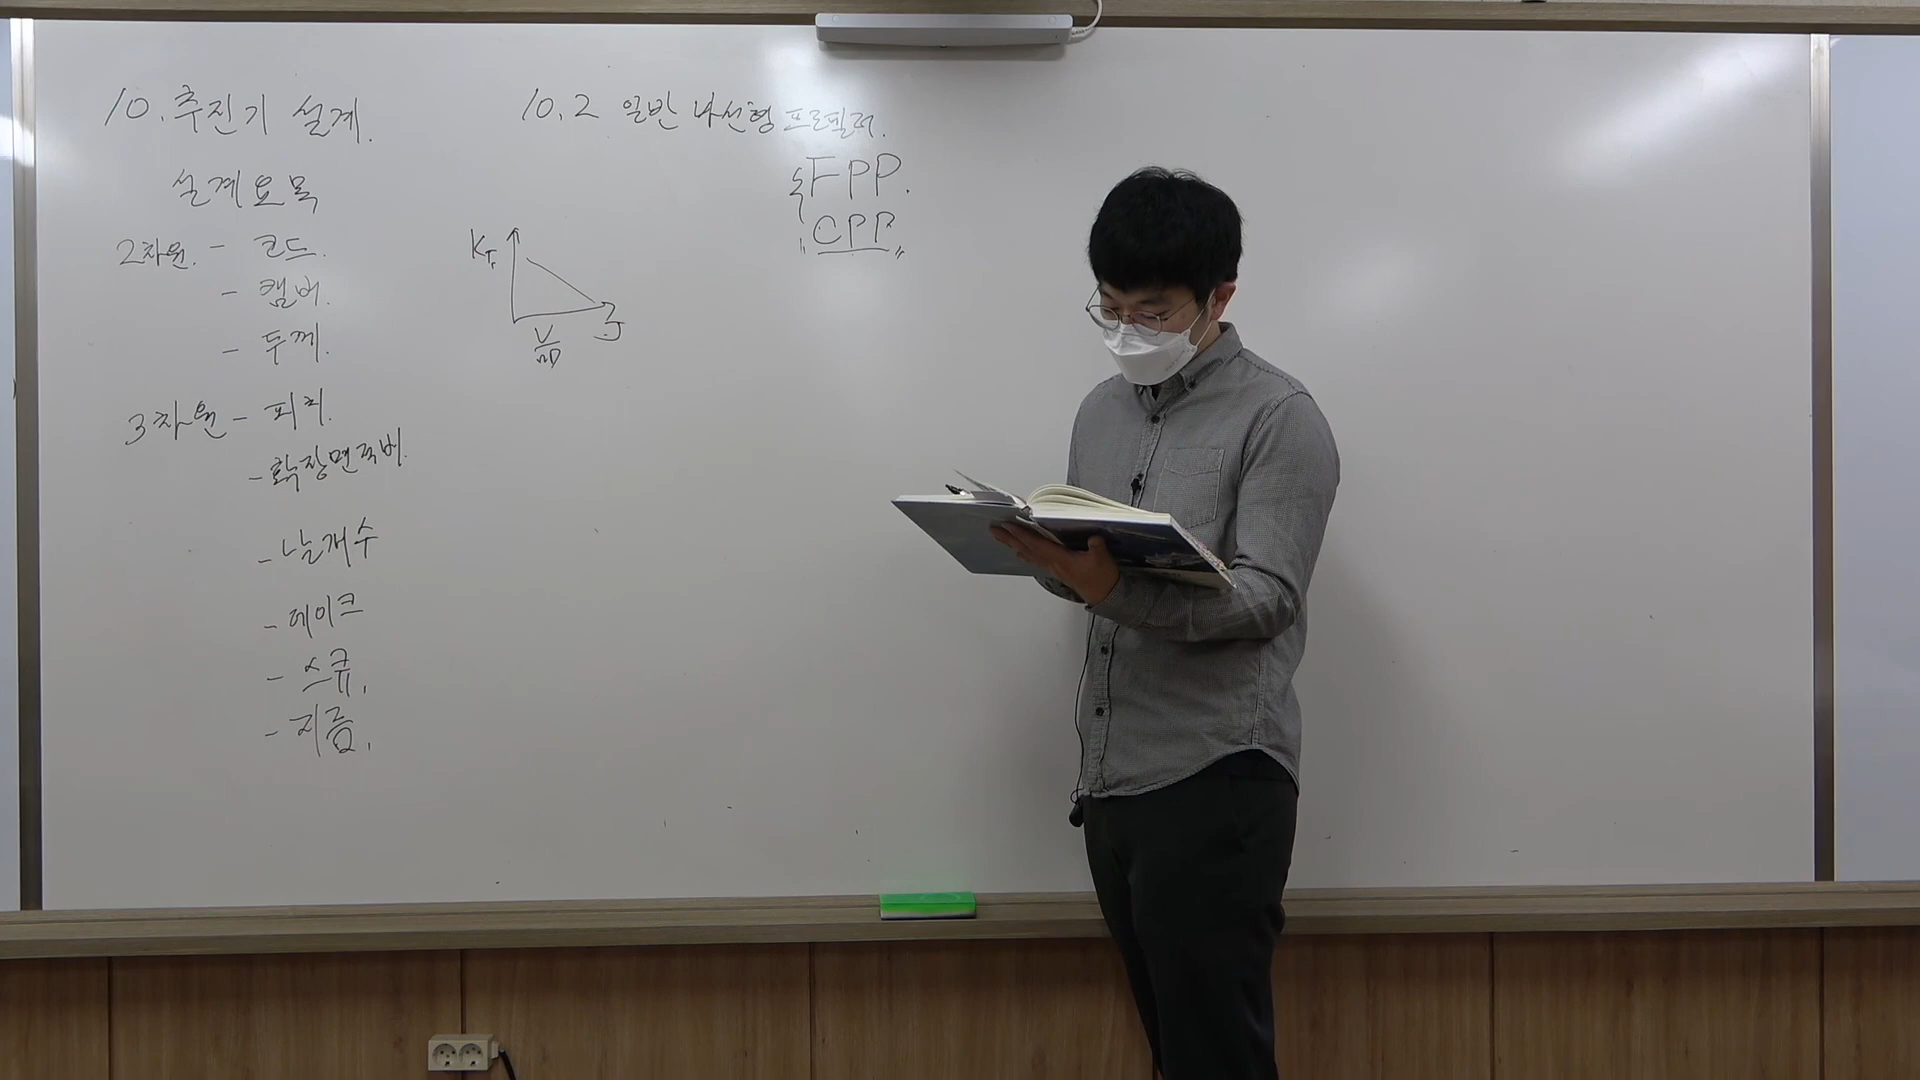 10. 추진기 설계.
설계요목
2차원. - 코드.
- 캠버.
- 두께.
3차원 - 피치.
- 확장면적비.
- 날개수
- 레이크
- 스큐,
- 지름,
KT
J
V
nD
10.2 일반 나선형 프로펠러.
FPP.
"CPP"